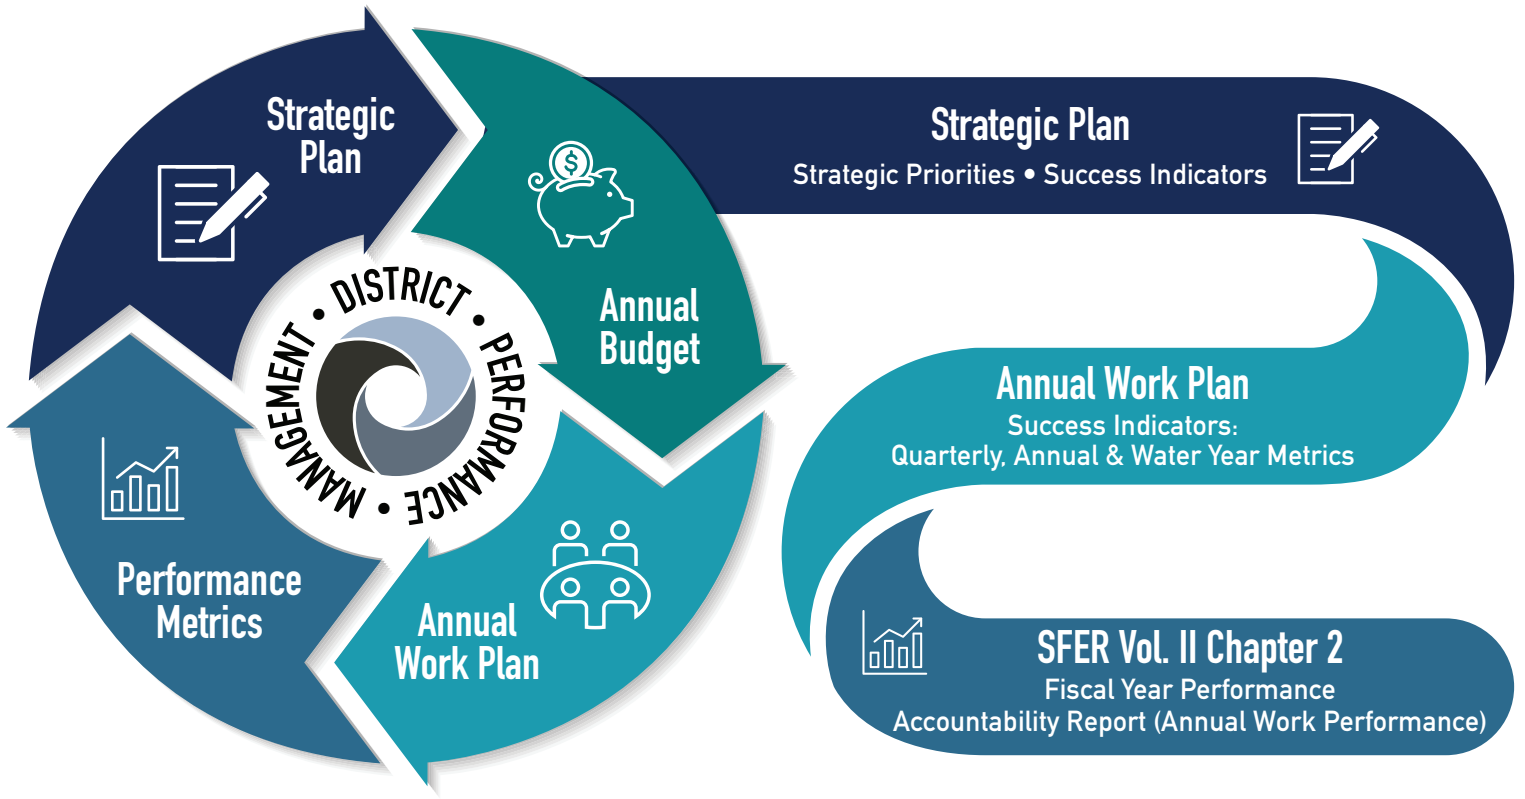 Strategic
Plan
$
Annual
Budget
Annual
Work Plan
Performance
Metrics
DISTRICT • PERFORMANCE • MANAGEMENT •
Strategic Plan
Strategic Priorities • Success Indicators
Annual Work Plan
Success Indicators:
Quarterly, Annual & Water Year Metrics
SFER Vol. II Chapter 2
Fiscal Year Performance
Accountability Report (Annual Work Performance)